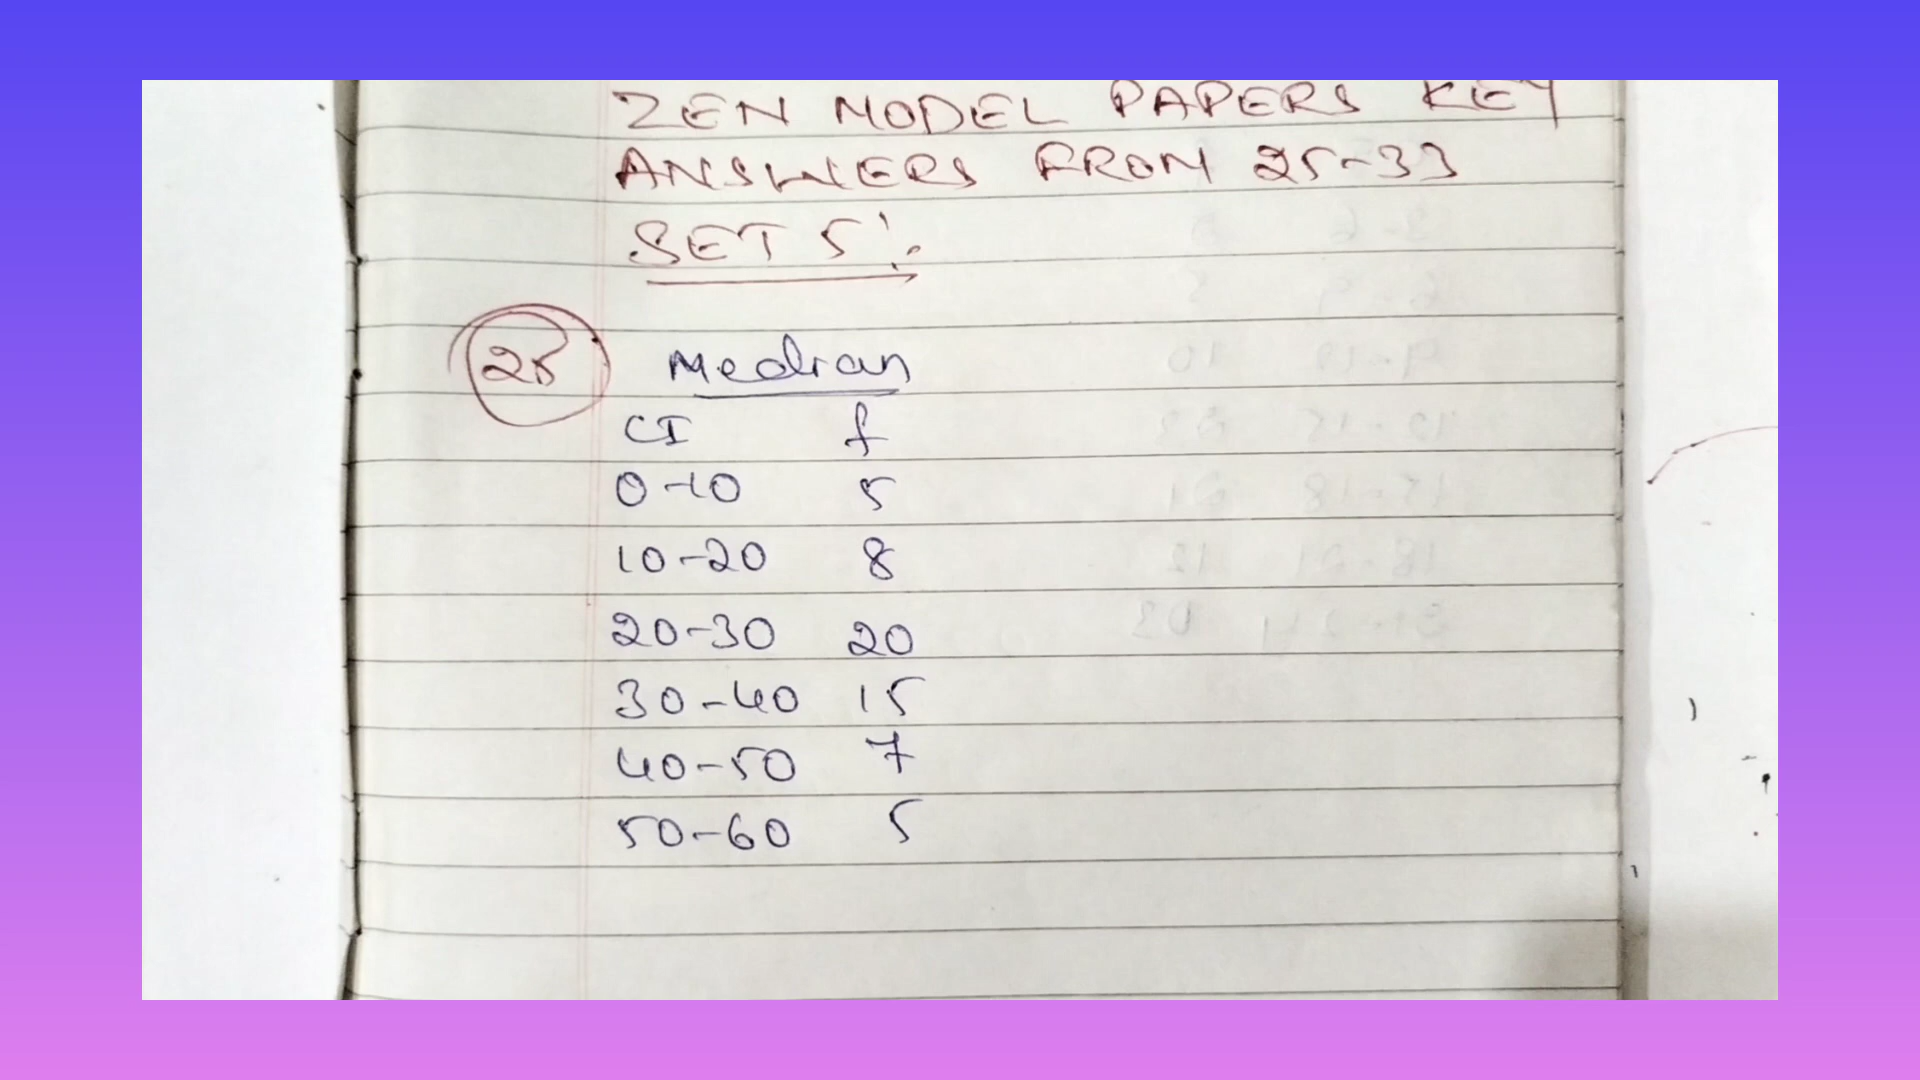 ZEN MODEL PAPERS KEY
ANSWERS FROM 25-33
SET 5:
25 Median
CI f
0-10 5
10-20 8
20-30 20
30-40 15
40-50 7
50-60 5